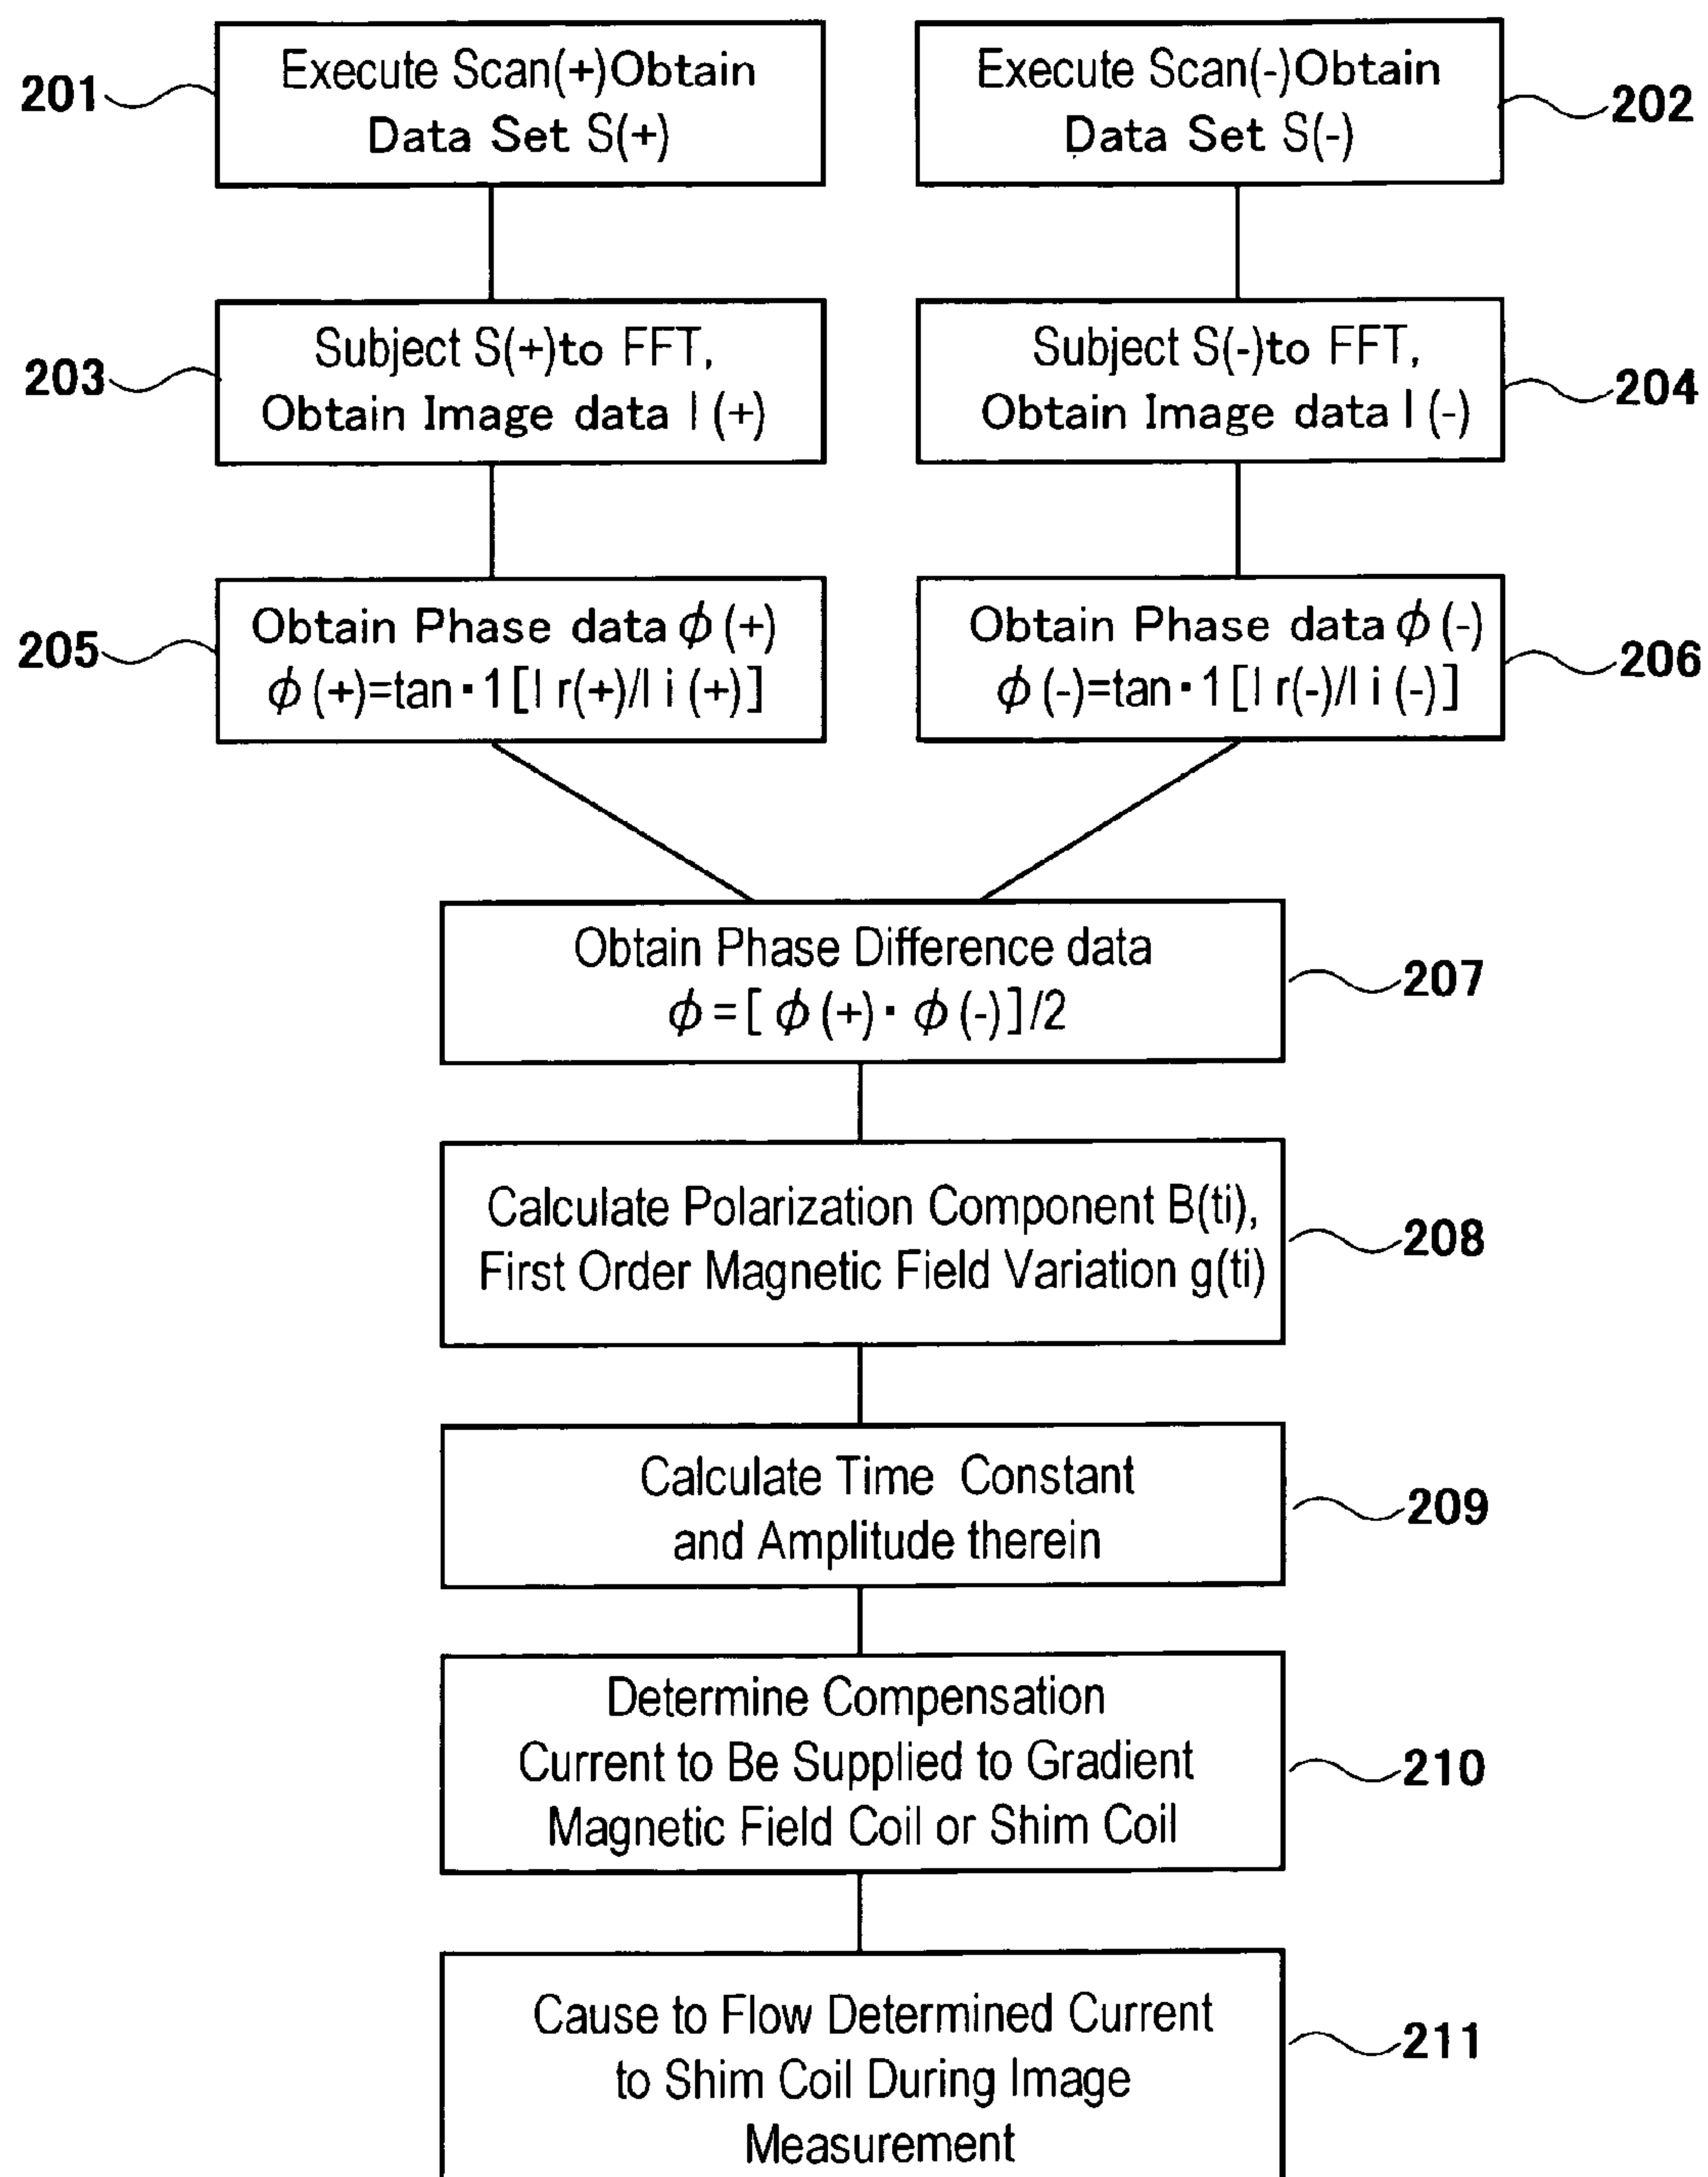 201
Execute Scan(+)Obtain
Data Set S(+)
Execute Scan(-)Obtain
Data Set S(-)
202
203
Subject S(+)to FFT,
Obtain Image data I (+)
Subject S(-)to FFT,
Obtain Image data I (-)
204
205
Obtain Phase data ϕ (+)
ϕ (+)=tan･1 [I r(+)/I i (+)]
Obtain Phase data ϕ (-)
ϕ (-)=tan･1 [I r(-)/I i (-)]
206
Obtain Phase Difference data
ϕ =[ ϕ (+)･ ϕ (-)]/2
207
Calculate Polarization Component B(ti),
First Order Magnetic Field Variation g(ti)
208
Calculate Time Constant
and Amplitude therein
209
Determine Compensation
Current to Be Supplied to Gradient
Magnetic Field Coil or Shim Coil
210
Cause to Flow Determined Current
to Shim Coil During Image
Measurement
211